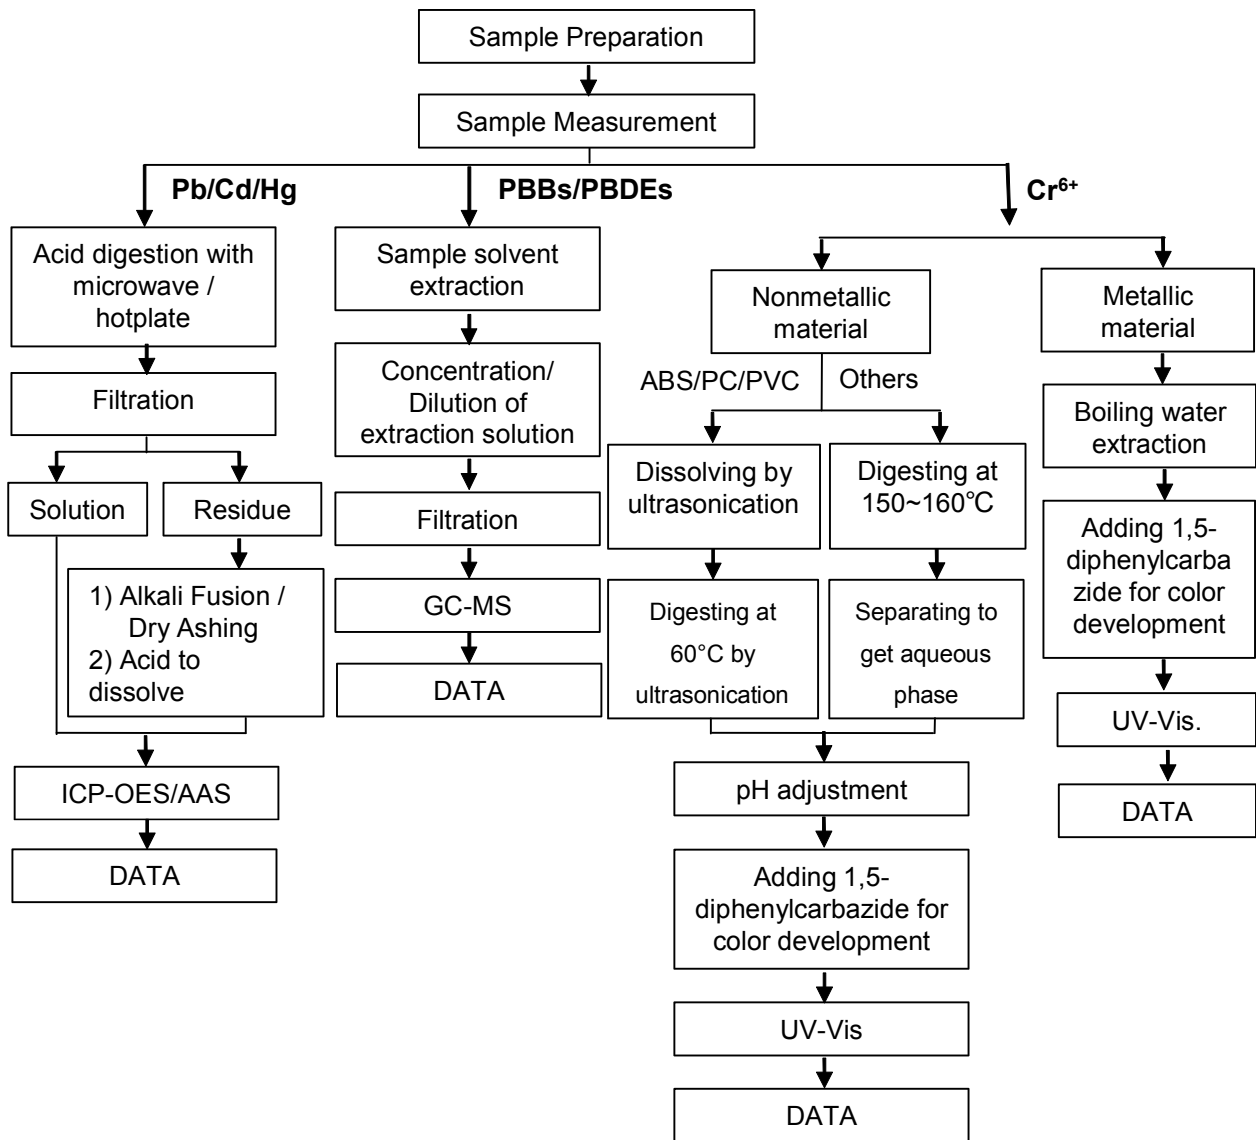 Sample Preparation
Sample Measurement
Pb/Cd/Hg
PBBs/PBDEs
Cr⁶⁺
Acid digestion with
microwave /
hotplate
Filtration
Solution
Residue
1) Alkali Fusion /
Dry Ashing
2) Acid to
dissolve
ICP-OES/AAS
DATA
Sample solvent
extraction
Concentration/
Dilution of
extraction solution
Filtration
GC-MS
DATA
Nonmetallic
material
ABS/PC/PVC
Others
Dissolving by
ultrasonication
Digesting at
60°C by
ultrasonication
Digesting at
150~160℃
Separating to
get aqueous
phase
pH adjustment
Adding 1,5-
diphenylcarbazide for
color development
UV-Vis
DATA
Metallic
material
Boiling water
extraction
Adding 1,5-
diphenylcarba
zide for color
development
UV-Vis.
DATA